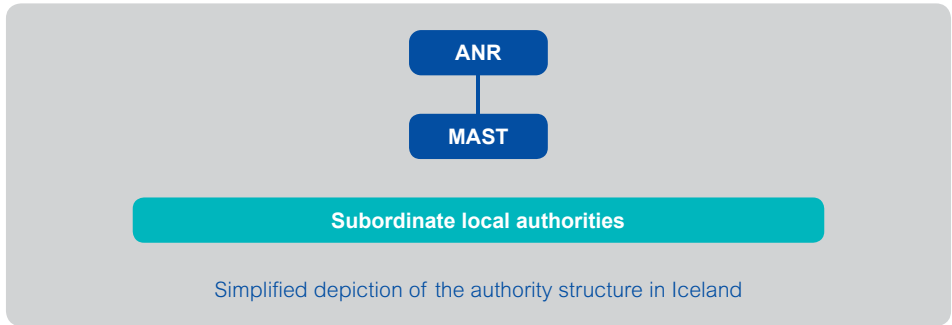 ANR
MAST
Subordinate local authorities
Simplified depiction of the authority structure in Iceland